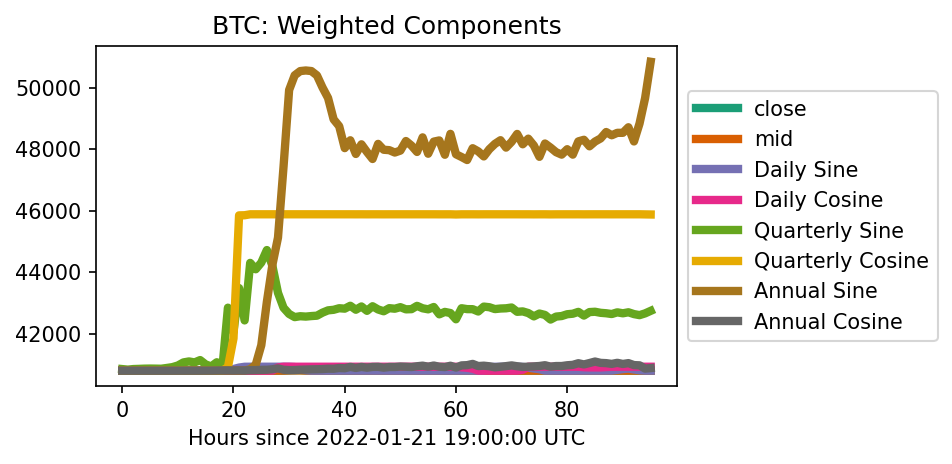 BTC: Weighted Components
50000
48000
46000
44000
42000
0
20
40
60
80
Hours since 2022-01-21 19:00:00 UTC
close
mid
Daily Sine
Daily Cosine
Quarterly Sine
Quarterly Cosine
Annual Sine
Annual Cosine